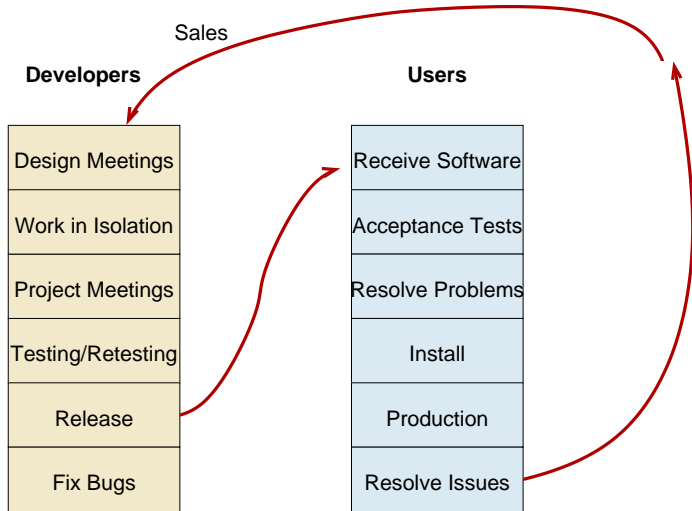 Sales
Developers
Users
Design Meetings
Work in Isolation
Project Meetings
Testing/Retesting
Release
Fix Bugs
Receive Software
Acceptance Tests
Resolve Problems
Install
Production
Resolve Issues